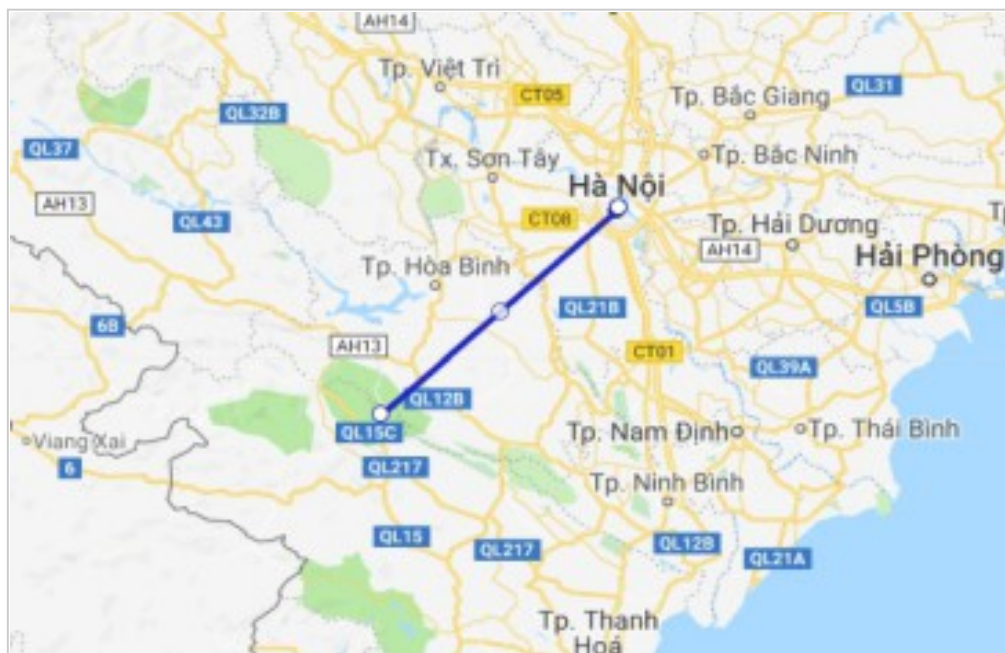 AH14
Tp. Việt Trì
CT05
QL31
Tp. Bắc Giang
QL32B
QL37
Tx. Sơn Tây
Tp. Bắc Ninh
Hà Nội
AH13
QL43
CT08
Tp. Hải Dương
AH14
Hải Phòng
Tp. Hòa Bình
QL21B
QL5B
6B
AH13
CT01
QL39A
QL12B
QL15C
Viang Xai
Tp. Nam Định
Tp. Thái Bình
6
QL217
Tp. Ninh Bình
QL15
QL217
QL12B
QL21A
Tp. Thanh
Hoá